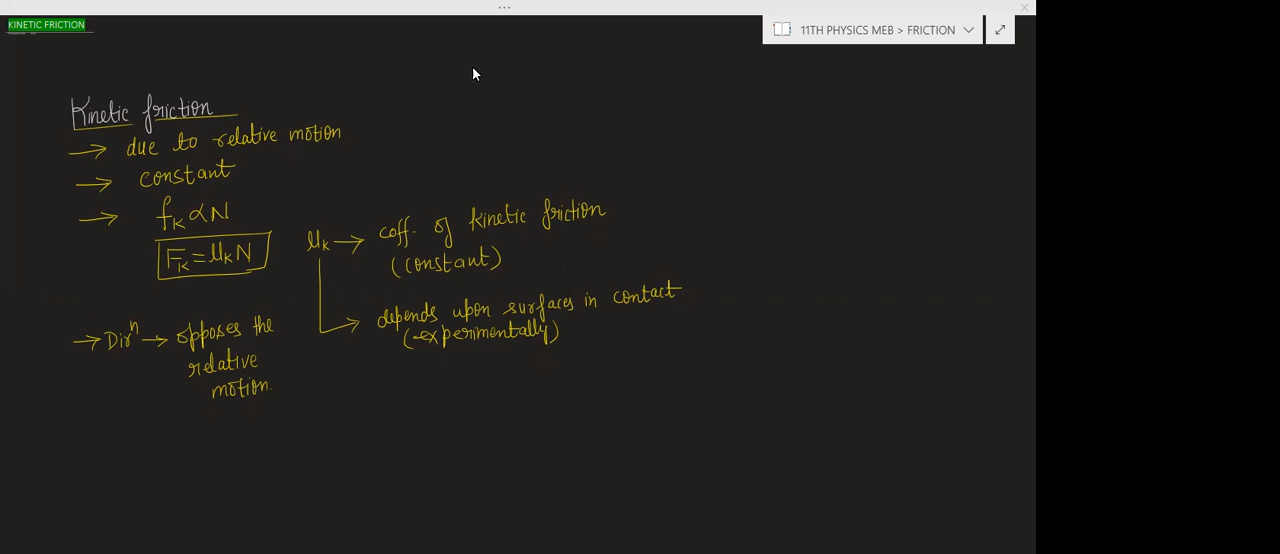 KINETIC FRICTION
11TH PHYSICS MEB > FRICTION
Kinetic friction
→ due to relative motion
→ constant
→ fK ∝ N
FK = μKN
μK → coff. of kinetic friction
(constant)
→ depends upon surfaces in contact
(experimentally)
→ Dirⁿ → opposes the
relative
motion.